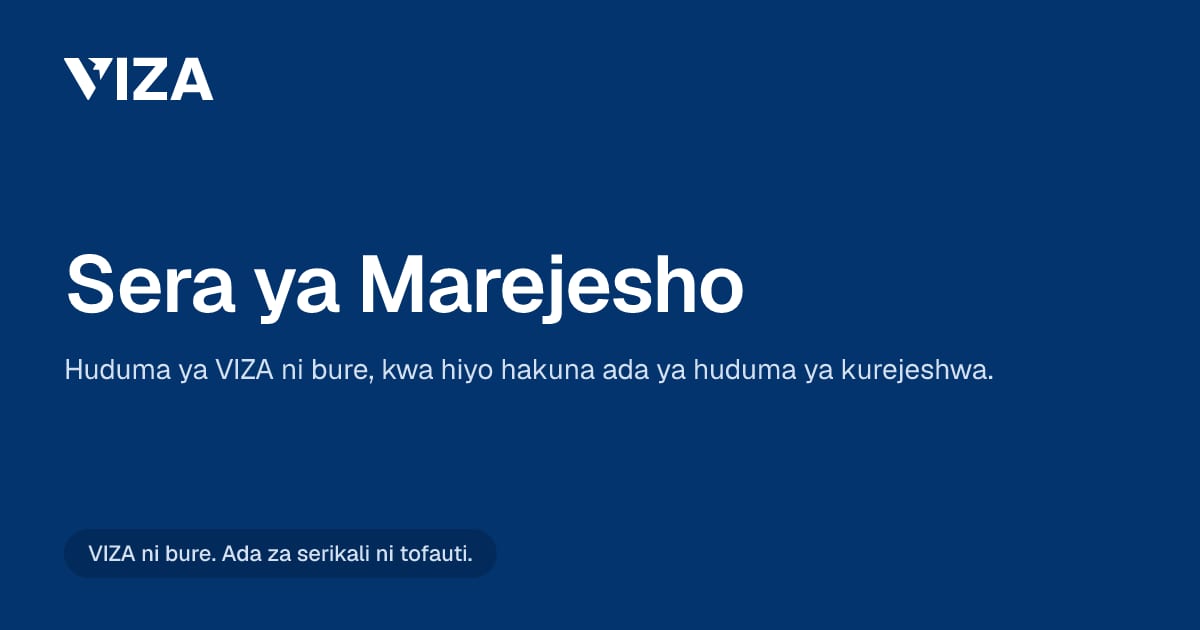 VIZA
Sera ya Marejesho
Huduma ya VIZA ni bure, kwa hiyo hakuna ada ya huduma ya kurejeshwa.
VIZA ni bure. Ada za serikali ni tofauti.